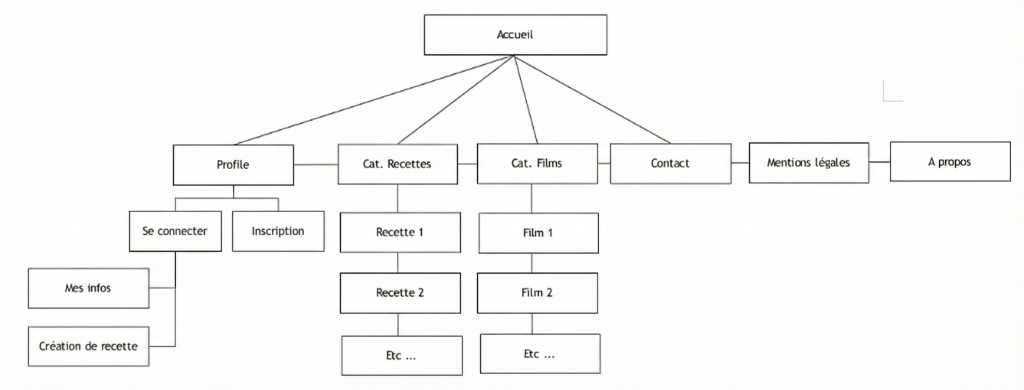 Accueil
Profile
Cat. Recettes
Cat. Films
Contact
Mentions légales
A propos
Se connecter
Inscription
Recette 1
Film 1
Mes infos
Recette 2
Film 2
Création de recette
Etc ...
Etc ...